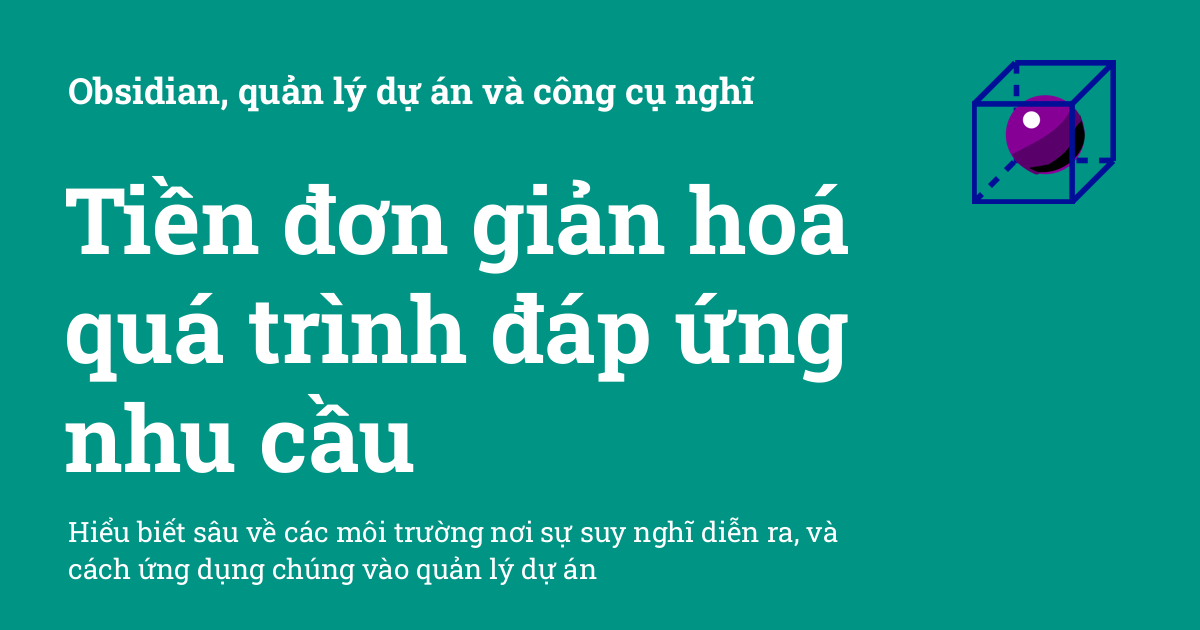 Obsidian, quản lý dự án và công cụ nghĩ
Tiền đơn giản hoá
quá trình đáp ứng
nhu cầu
Hiểu biết sâu về các môi trường nơi sự suy nghĩ diễn ra, và
cách ứng dụng chúng vào quản lý dự án